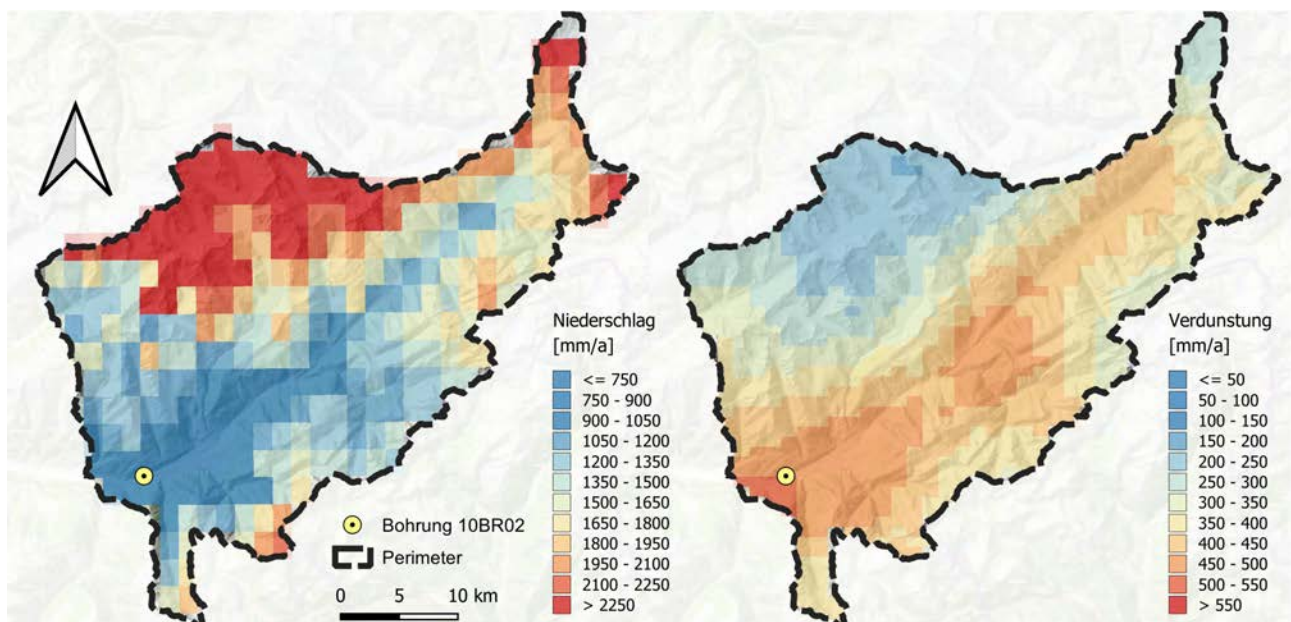 Niederschlag
[mm/a]
<= 750
750 - 900
900 - 1050
1050 - 1200
1200 - 1350
1350 - 1500
1500 - 1650
1650 - 1800
1800 - 1950
1950 - 2100
2100 - 2250
> 2250
Bohrung 10BR02
Perimeter
0 5 10 km
Verdunstung
[mm/a]
<= 50
50 - 100
100 - 150
150 - 200
200 - 250
250 - 300
300 - 350
350 - 400
400 - 450
450 - 500
500 - 550
> 550